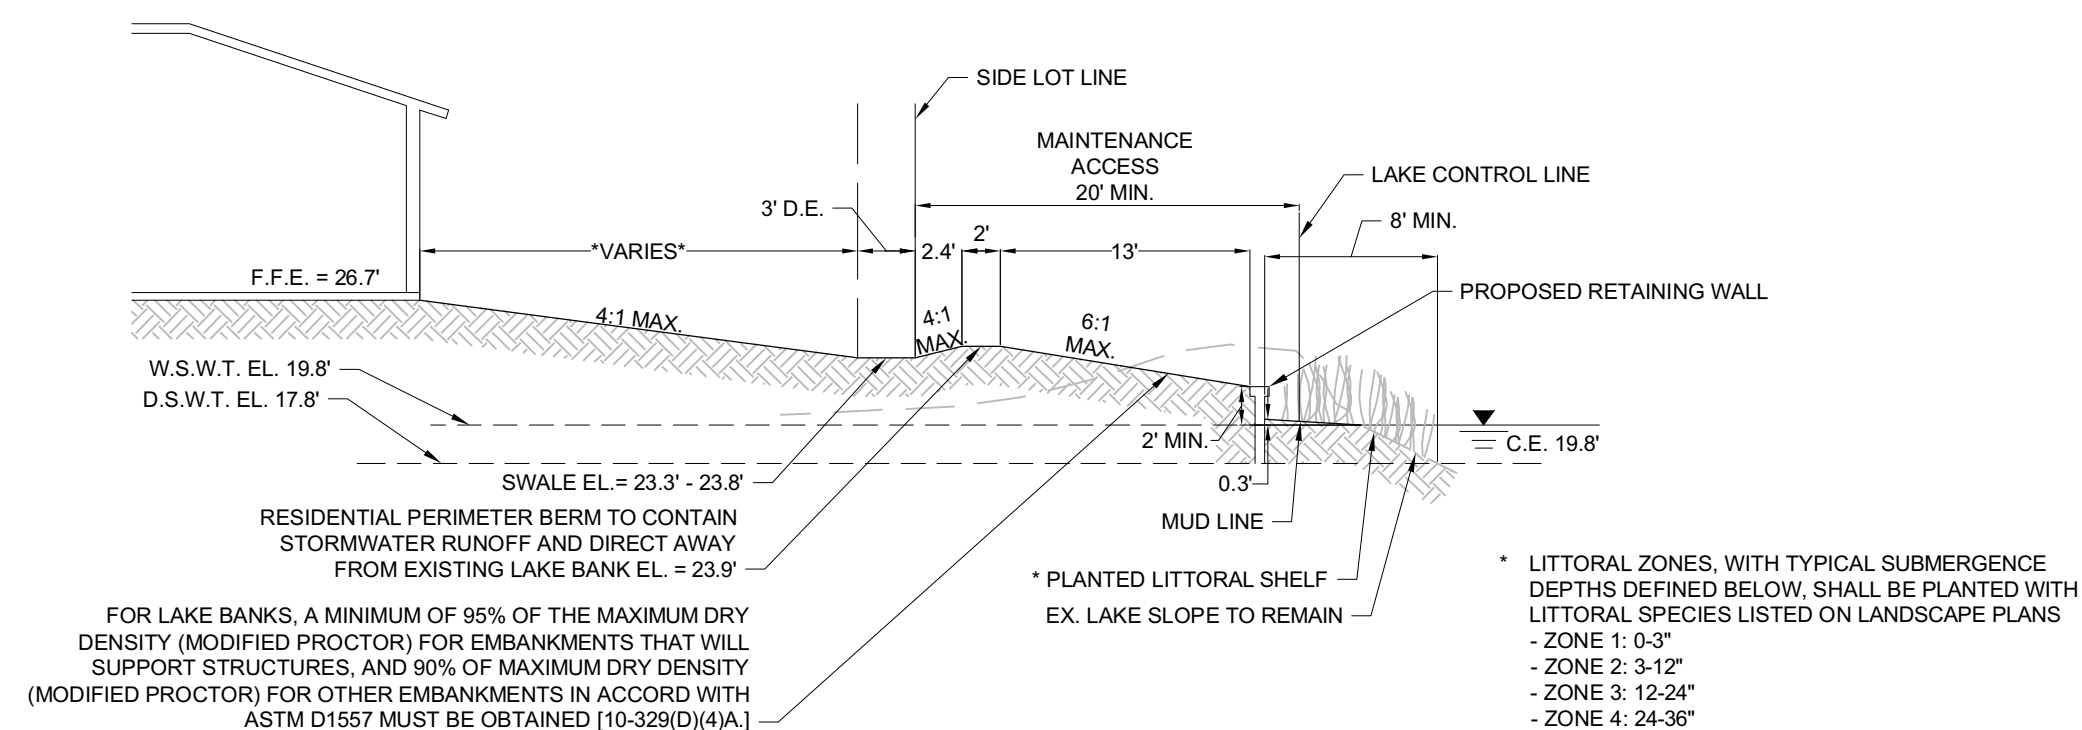 SIDE LOT LINE
MAINTENANCE
ACCESS
20' MIN.
LAKE CONTROL LINE
3' D.E.
8' MIN.
*VARIES*
2.4'
2'
13'
F.F.E. = 26.7'
PROPOSED RETAINING WALL
4:1 MAX.
4:1
MAX.
6:1
MAX.
W.S.W.T. EL. 19.8'
D.S.W.T. EL. 17.8'
2' MIN.
C.E. 19.8'
SWALE EL.= 23.3' - 23.8'
0.3'
RESIDENTIAL PERIMETER BERM TO CONTAIN
STORMWATER RUNOFF AND DIRECT AWAY
FROM EXISTING LAKE BANK EL. = 23.9'
MUD LINE
* PLANTED LITTORAL SHELF
EX. LAKE SLOPE TO REMAIN
FOR LAKE BANKS, A MINIMUM OF 95% OF THE MAXIMUM DRY
DENSITY (MODIFIED PROCTOR) FOR EMBANKMENTS THAT WILL
SUPPORT STRUCTURES, AND 90% OF MAXIMUM DRY DENSITY
(MODIFIED PROCTOR) FOR OTHER EMBANKMENTS IN ACCORD WITH
ASTM D1557 MUST BE OBTAINED [10-329(D)(4)A.]
* LITTORAL ZONES, WITH TYPICAL SUBMERGENCE
DEPTHS DEFINED BELOW, SHALL BE PLANTED WITH
LITTORAL SPECIES LISTED ON LANDSCAPE PLANS
- ZONE 1: 0-3"
- ZONE 2: 3-12"
- ZONE 3: 12-24"
- ZONE 4: 24-36"